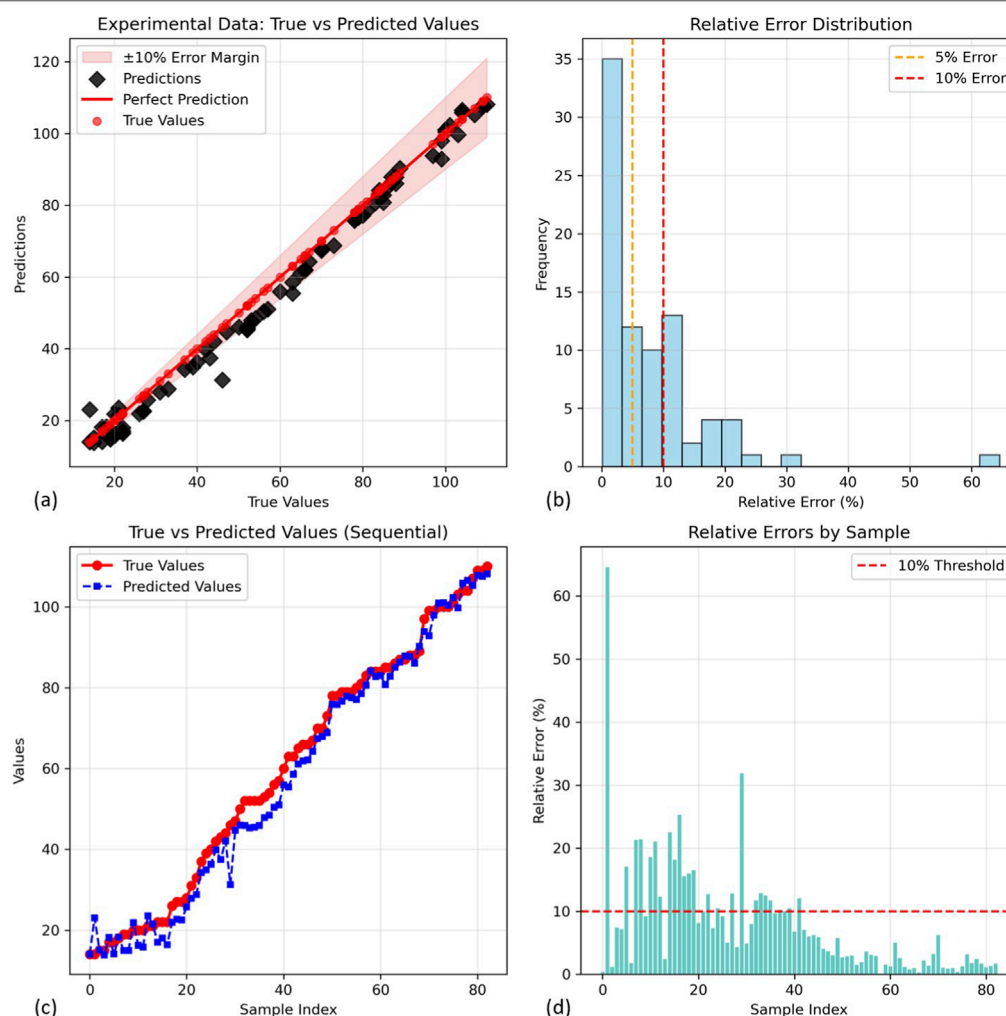 Experimental Data: True vs Predicted Values
±10% Error Margin
Predictions
Perfect Prediction
True Values
120
100
80
60
40
20
Predictions
20
40
60
80
100
True Values
(a)
Relative Error Distribution
5% Error
10% Error
35
30
25
20
15
10
5
0
Frequency
0
10
20
30
40
50
60
Relative Error (%)
(b)
True vs Predicted Values (Sequential)
True Values
Predicted Values
100
80
60
40
20
Values
0
20
40
60
80
Sample Index
(c)
Relative Errors by Sample
10% Threshold
60
50
40
30
20
10
0
Relative Error (%)
0
20
40
60
80
Sample Index
(d)